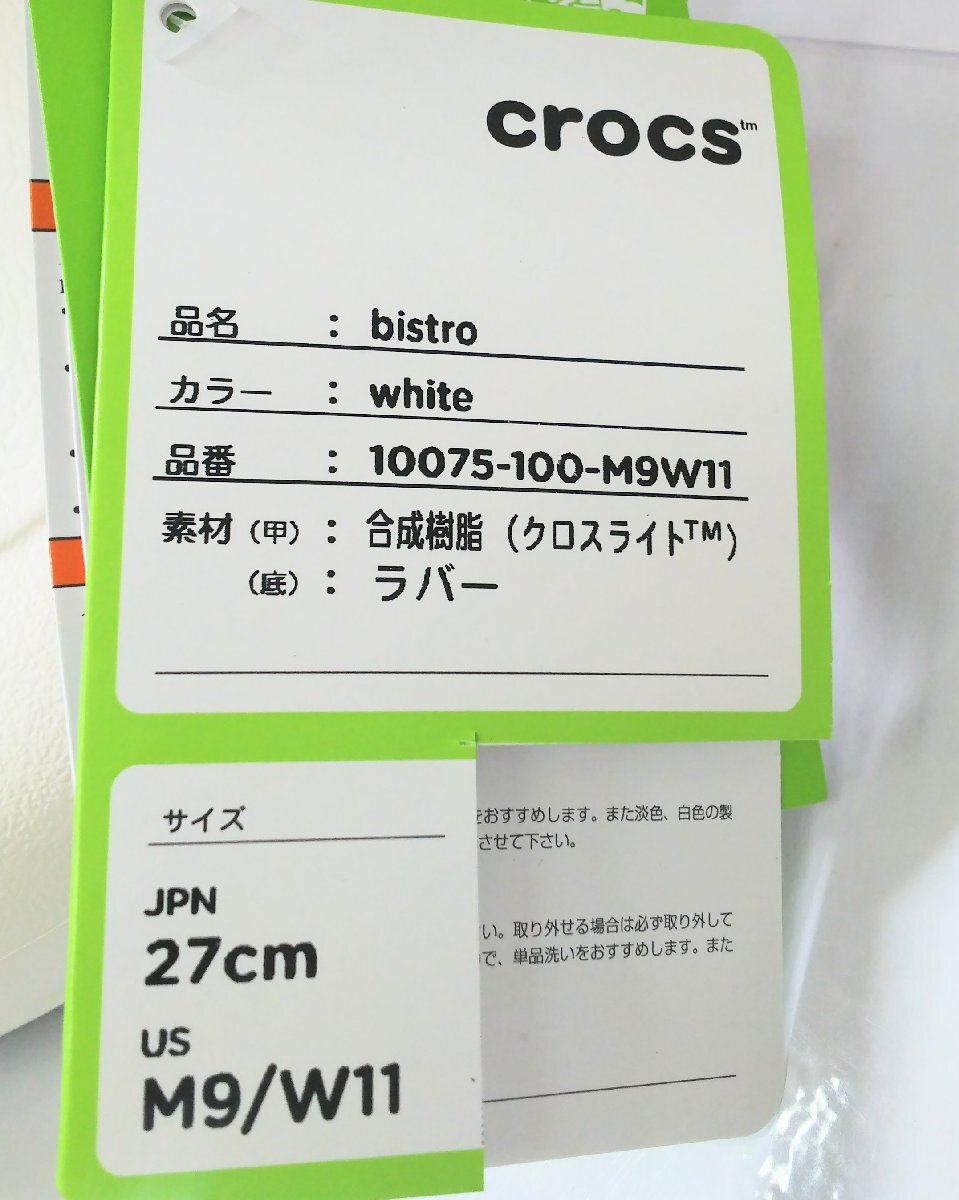 crocs™
品名 : bistro
カラー : white
品番 : 10075-100-M9W11
素材（甲）: 合成樹脂（クロスライト™）
（底）: ラバー
サイズ
JPN
27cm
US
M9/W11
をおすすめします。また淡色、白色の製
させて下さい。
い。取り外せる場合は必ず取り外して
で、単品洗いをおすすめします。また